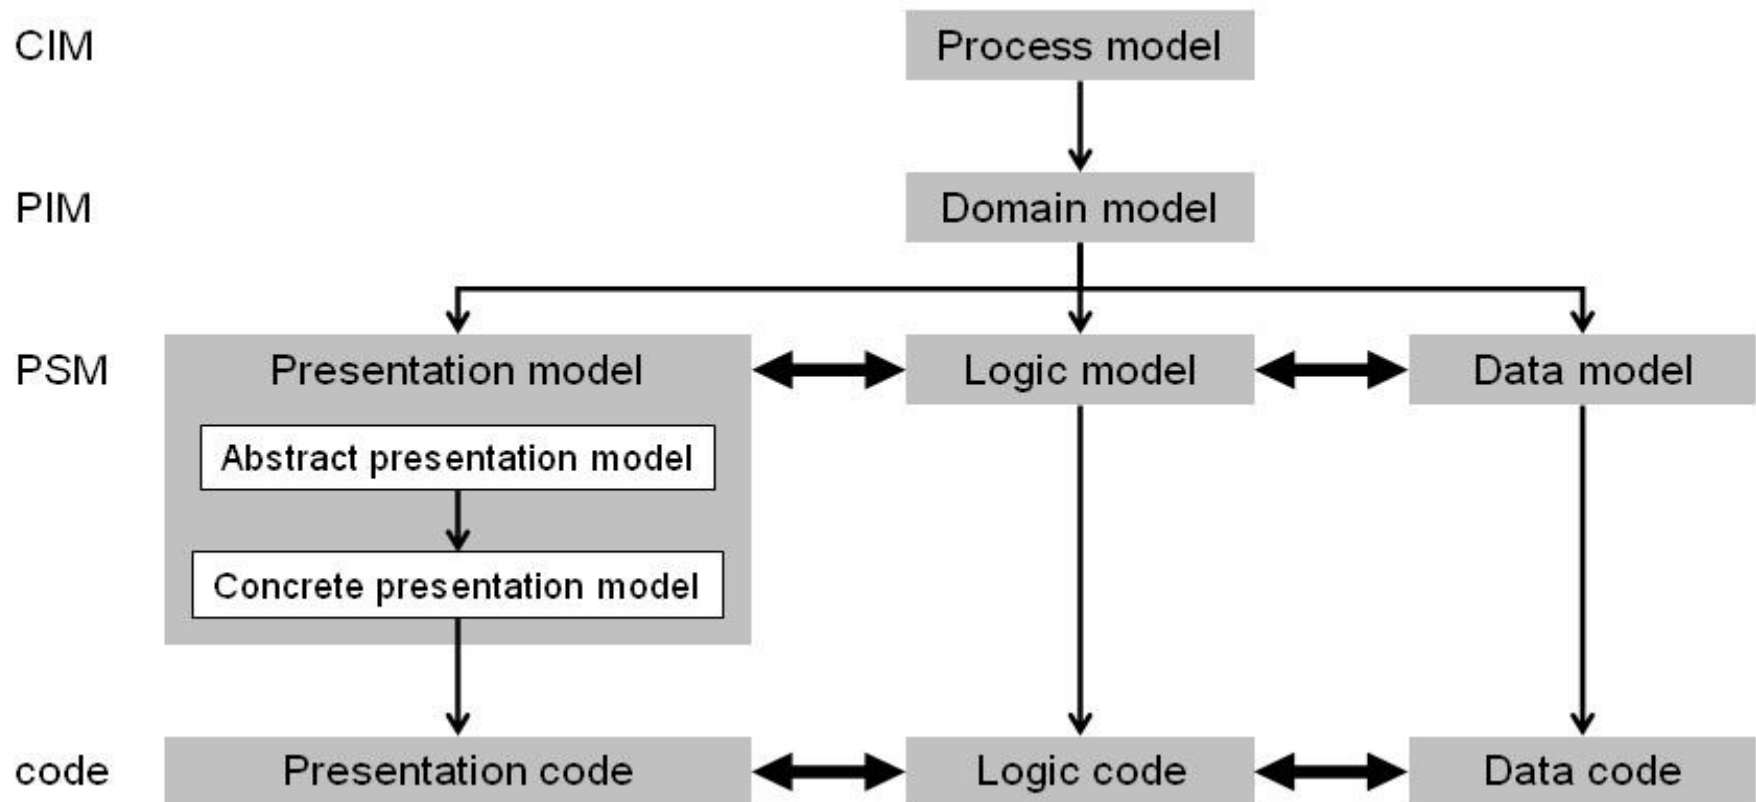 CIM
Process model
PIM
Domain model
PSM
Presentation model
Logic model
Data model
Abstract presentation model
Concrete presentation model
code
Presentation code
Logic code
Data code